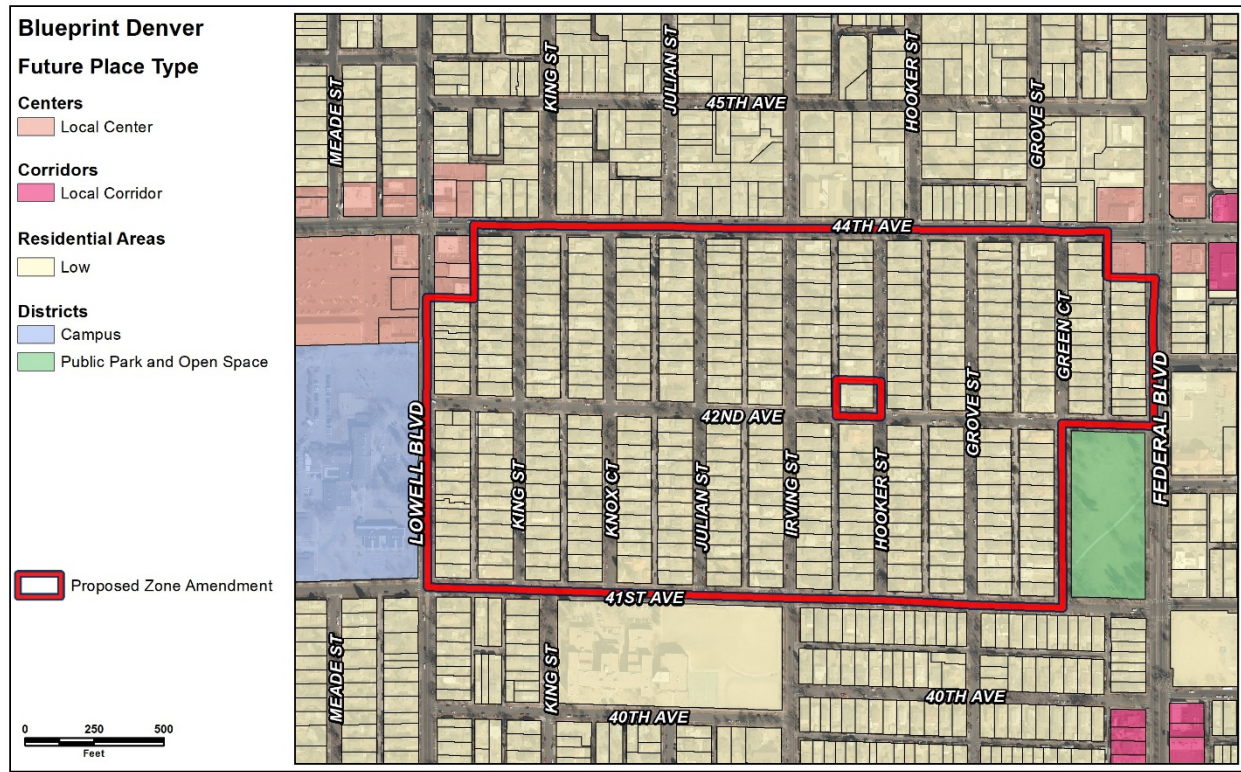 Blueprint Denver
Future Place Type
Centers
Local Center
Corridors
Local Corridor
Residential Areas
Low
Districts
Campus
Public Park and Open Space
Proposed Zone Amendment
0 250 500
Feet
MEADE ST
KING ST
JULIAN ST
45TH AVE
HOOKER ST
GROVE ST
44TH AVE
GREEN CT
LOWELL BLVD
42ND AVE
GROVE ST
FEDERAL BLVD
KING ST
KNOX CT
JULIAN ST
IRVING ST
HOOKER ST
41ST AVE
MEADE ST
KING ST
40TH AVE
40TH AVE